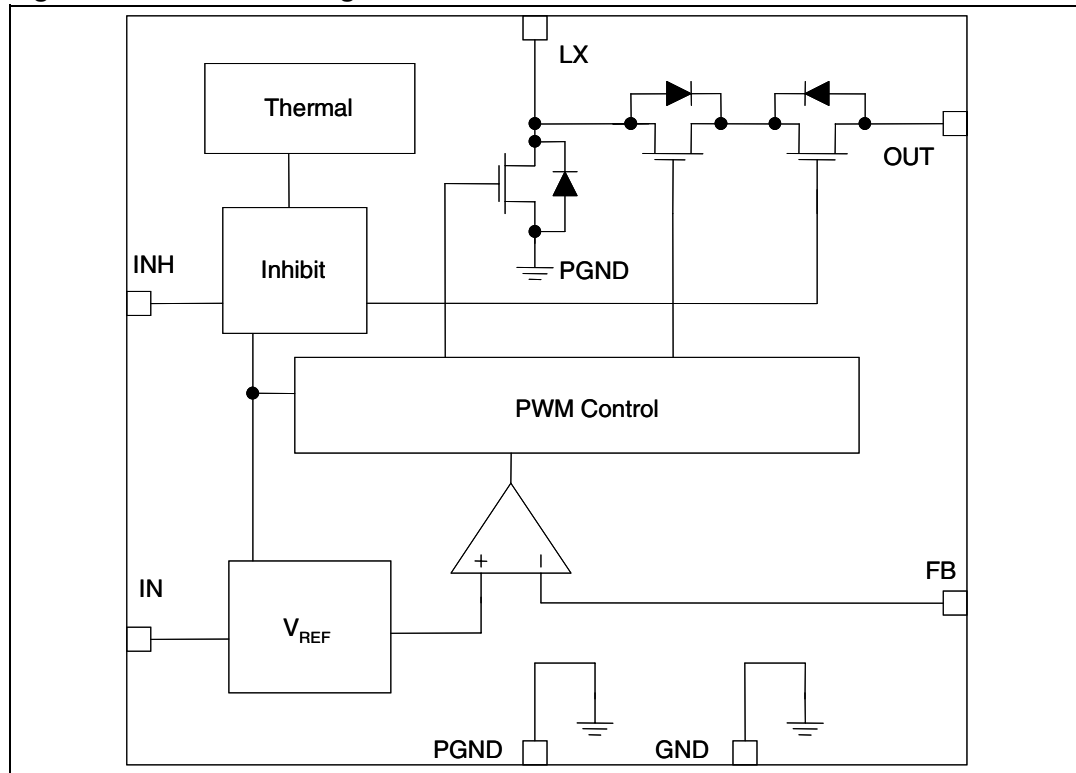 LX
Thermal
OUT
INH
Inhibit
PGND
PWM Control
+
IN
FB
VREF
PGND
GND